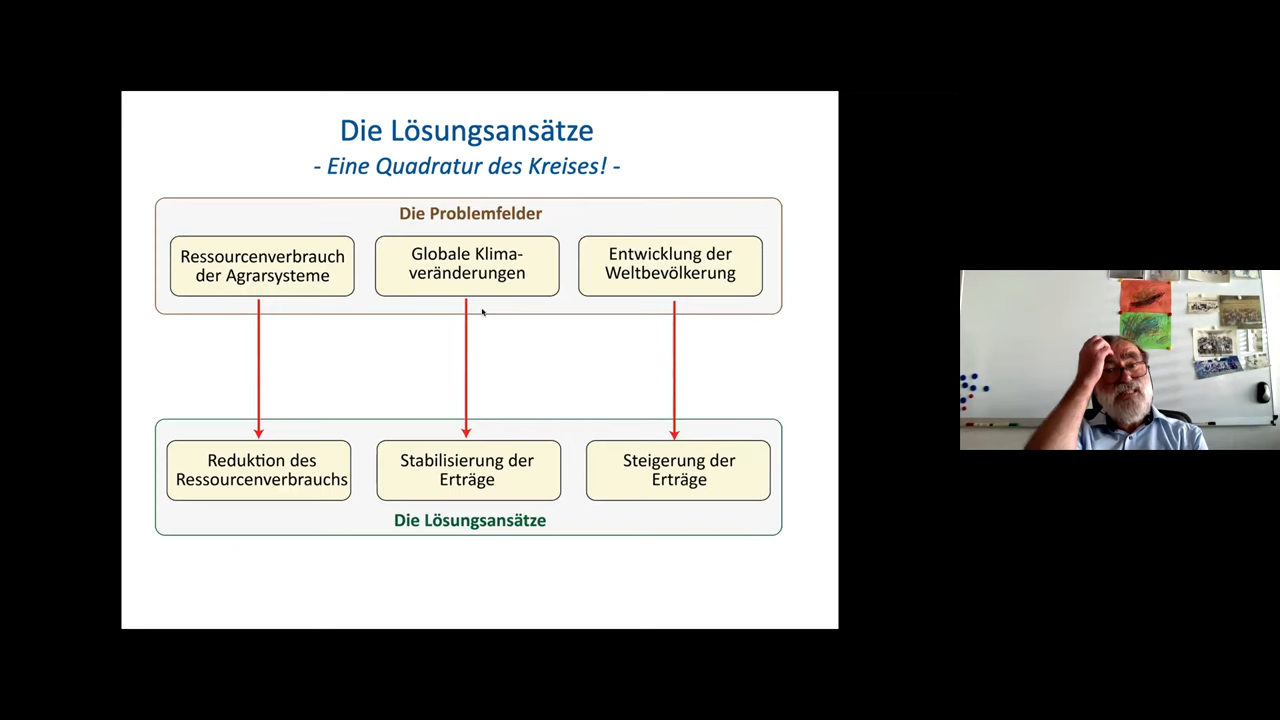 Die Lösungsansätze
- Eine Quadratur des Kreises! -
Die Problemfelder
Ressourcenverbrauch
der Agrarsysteme
Globale Klima-
veränderungen
Entwicklung der
Weltbevölkerung
Reduktion des
Ressourcenverbrauchs
Stabilisierung der
Erträge
Steigerung der
Erträge
Die Lösungsansätze